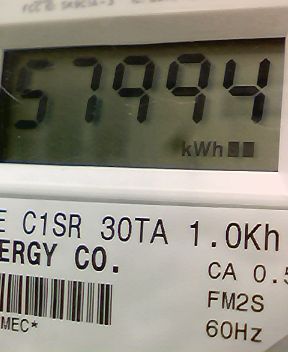 57994
kWh
E C1SR 30TA 1.0Kh
ERGY CO.
CA 0.5
FM2S
MEC*
60Hz